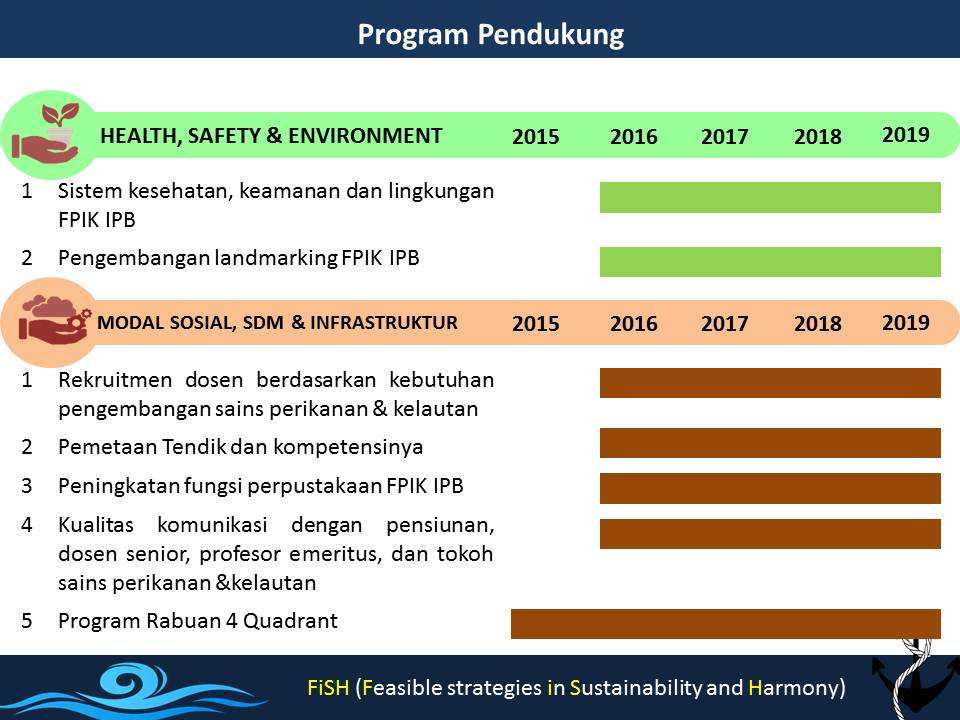 Program Pendukung
HEALTH, SAFETY & ENVIRONMENT 2015 2016 2017 2018 2019
1 Sistem kesehatan, keamanan dan lingkungan
FPIK IPB
2 Pengembangan landmarking FPIK IPB
MODAL SOSIAL, SDM & INFRASTRUKTUR 2015 2016 2017 2018 2019
1 Rekruitmen dosen berdasarkan kebutuhan
pengembangan sains perikanan & kelautan
2 Pemetaan Tendik dan kompetensinya
3 Peningkatan fungsi perpustakaan FPIK IPB
4 Kualitas komunikasi dengan pensiunan,
dosen senior, profesor emeritus, dan tokoh
sains perikanan &kelautan
5 Program Rabuan 4 Quadrant
FiSH (Feasible strategies in Sustainability and Harmony)